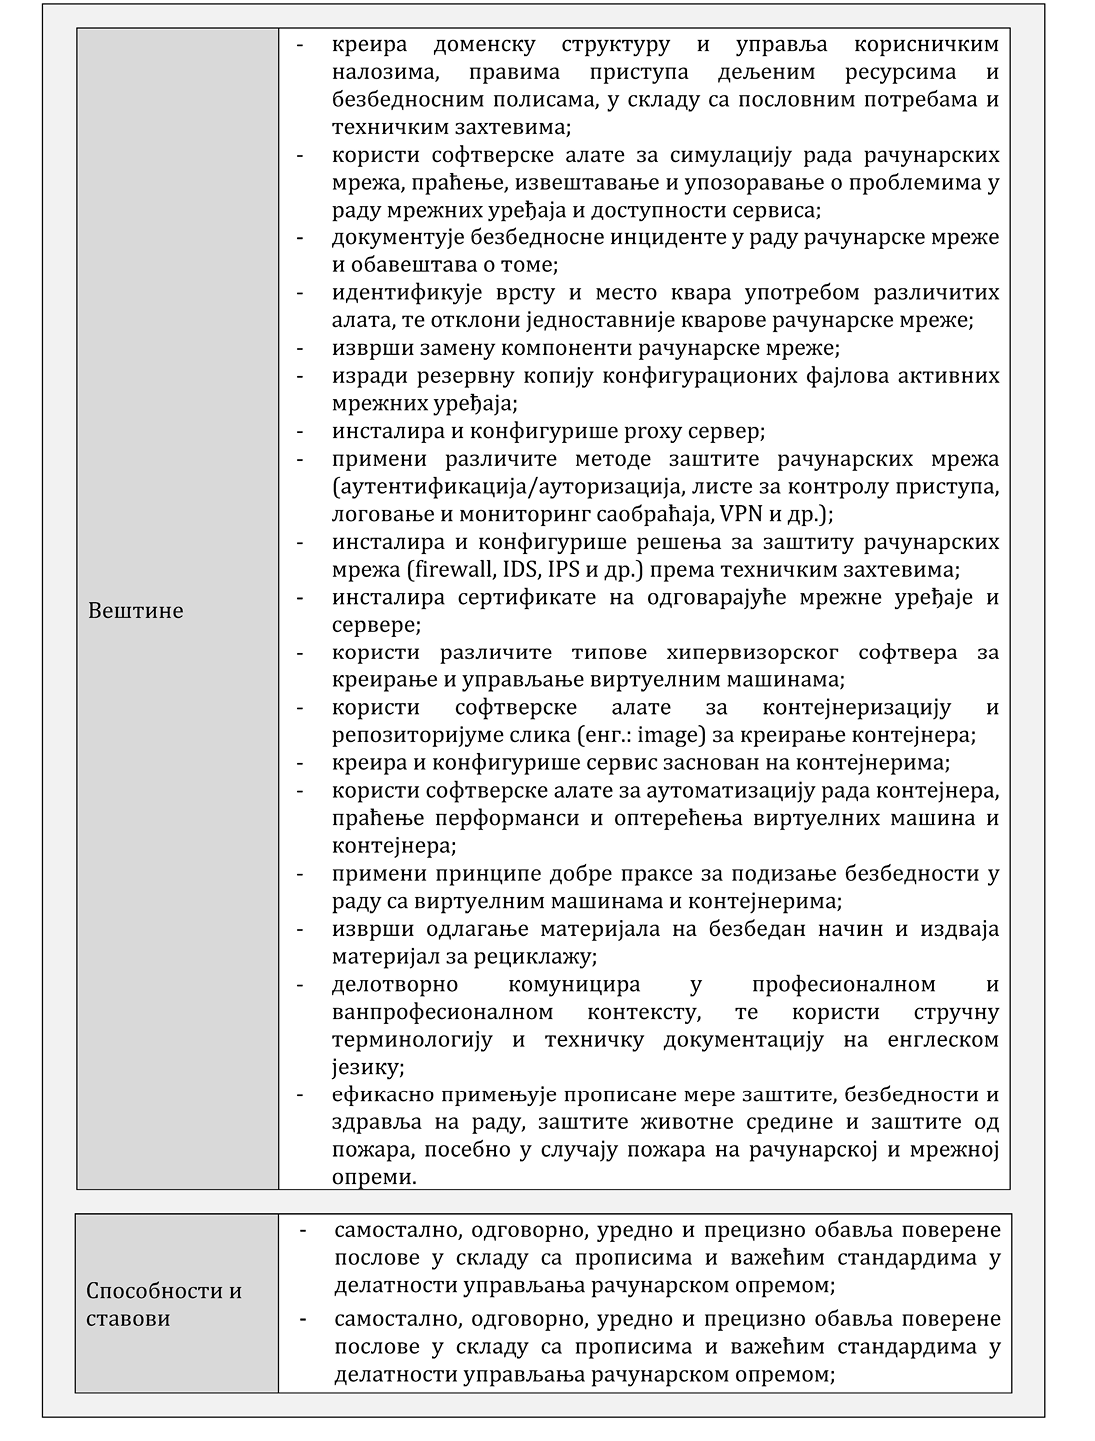 Вештине
- креира доменску структуру и управља корисничким
налозима, правима приступа дељеним ресурсима и
безбедносним полисама, у складу са пословним потребама и
техничким захтевима;
- користи софтверске алате за симулацију рада рачунарских
мрежа, праћење, извештавање и упозоравање о проблемима у
раду мрежних уређаја и доступности сервиса;
- документује безбедносне инциденте у раду рачунарске мреже
и обавештава о томе;
- идентификује врсту и место квара употребом различитих
алата, те отклони једноставније кварове рачунарске мреже;
- изврши замену компоненти рачунарске мреже;
- изради резервну копију конфигурационих фајлова активних
мрежних уређаја;
- инсталира и конфигурише proxy сервер;
- примени различите методе заштите рачунарских мрежа
(аутентификација/ауторизација, листе за контролу приступа,
логовање и мониторинг саобраћаја, VPN и др.);
- инсталира и конфигурише решења за заштиту рачунарских
мрежа (firewall, IDS, IPS и др.) према техничким захтевима;
- инсталира сертификате на одговарајуће мрежне уређаје и
сервере;
- користи различите типове хипервизорског софтвера за
креирање и управљање виртуелним машинама;
- користи софтверске алате за контејнеризацију и
репозиторијуме слика (енг.: image) за креирање контејнера;
- креира и конфигурише сервис заснован на контејнерима;
- користи софтверске алате за аутоматизацију рада контејнера,
праћење перформанси и оптерећења виртуелних машина и
контејнера;
- примени принципе добре праксе за подизање безбедности у
раду са виртуелним машинама и контејнерима;
- изврши одлагање материјала на безбедан начин и издваја
материјал за рециклажу;
- делотворно комуницира у професионалном и
ванпрофесионалном контексту, те користи стручну
терминологију и техничку документацију на енглеском
језику;
- ефикасно примењује прописане мере заштите, безбедности и
здравља на раду, заштите животне средине и заштите од
пожара, посебно у случају пожара на рачунарској и мрежној
опреми.
Способности и
ставови
- самостално, одговорно, уредно и прецизно обавља поверене
послове у складу са прописима и важећим стандардима у
делатности управљања рачунарском опремом;
- самостално, одговорно, уредно и прецизно обавља поверене
послове у складу са прописима и важећим стандардима у
делатности управљања рачунарском опремом;